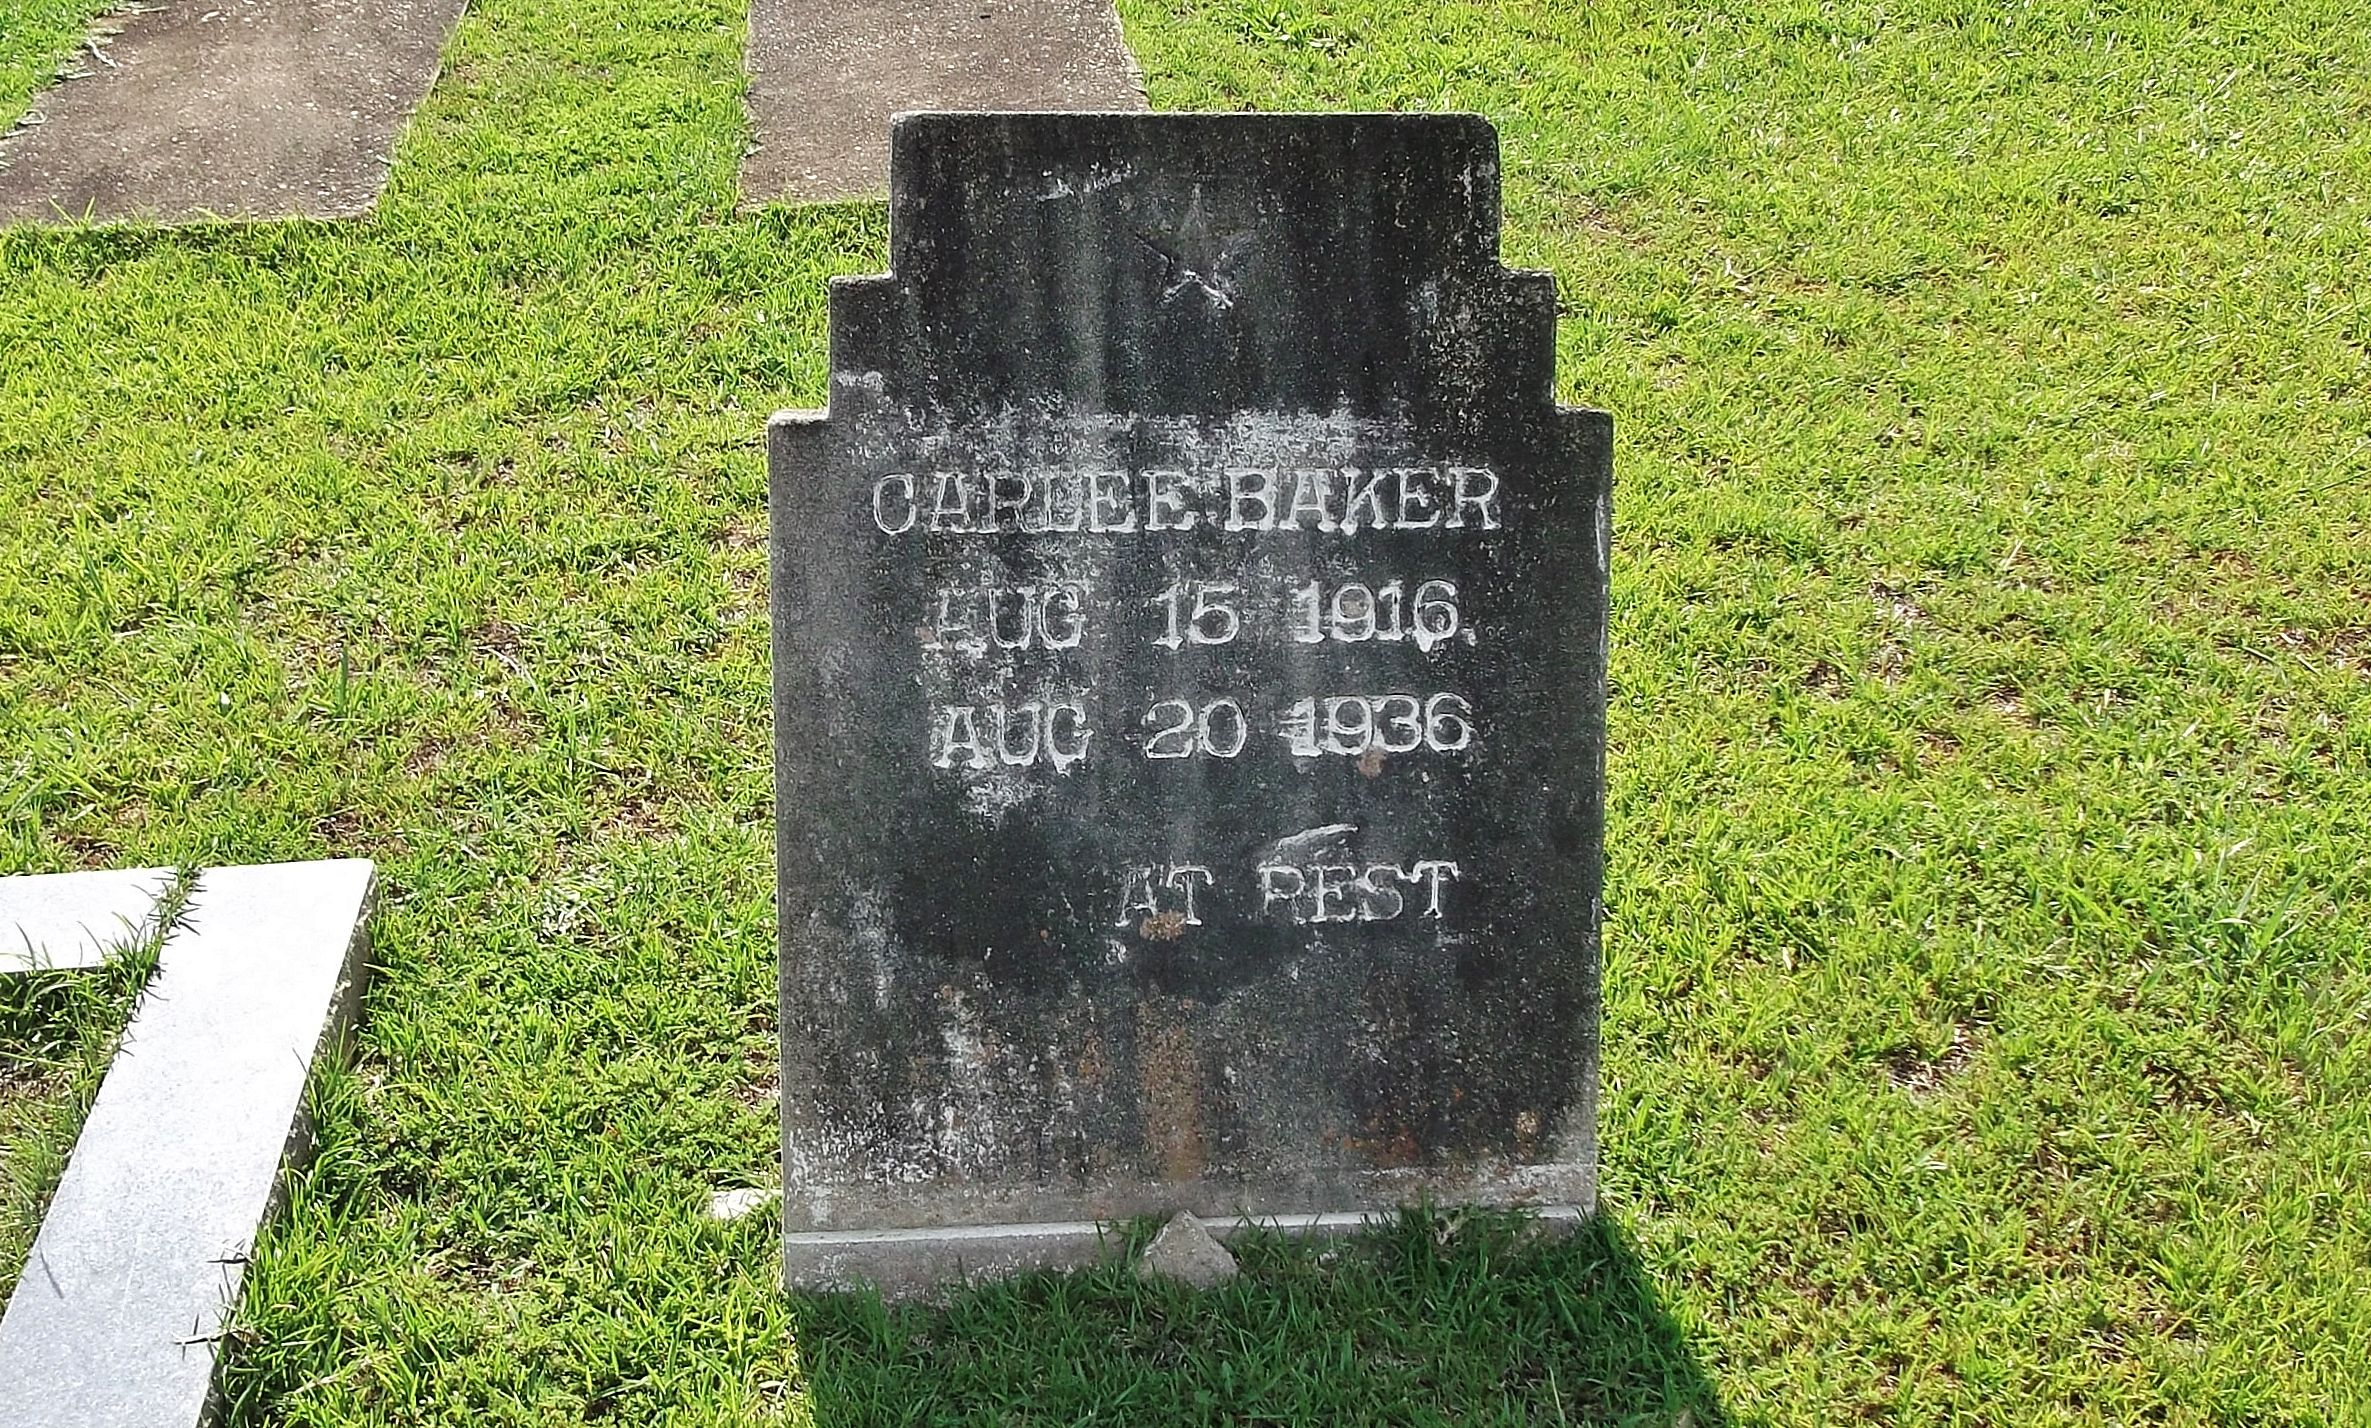 CARLEE BAKER
AUG 15 1916.
AUG 20 1936
AT REST